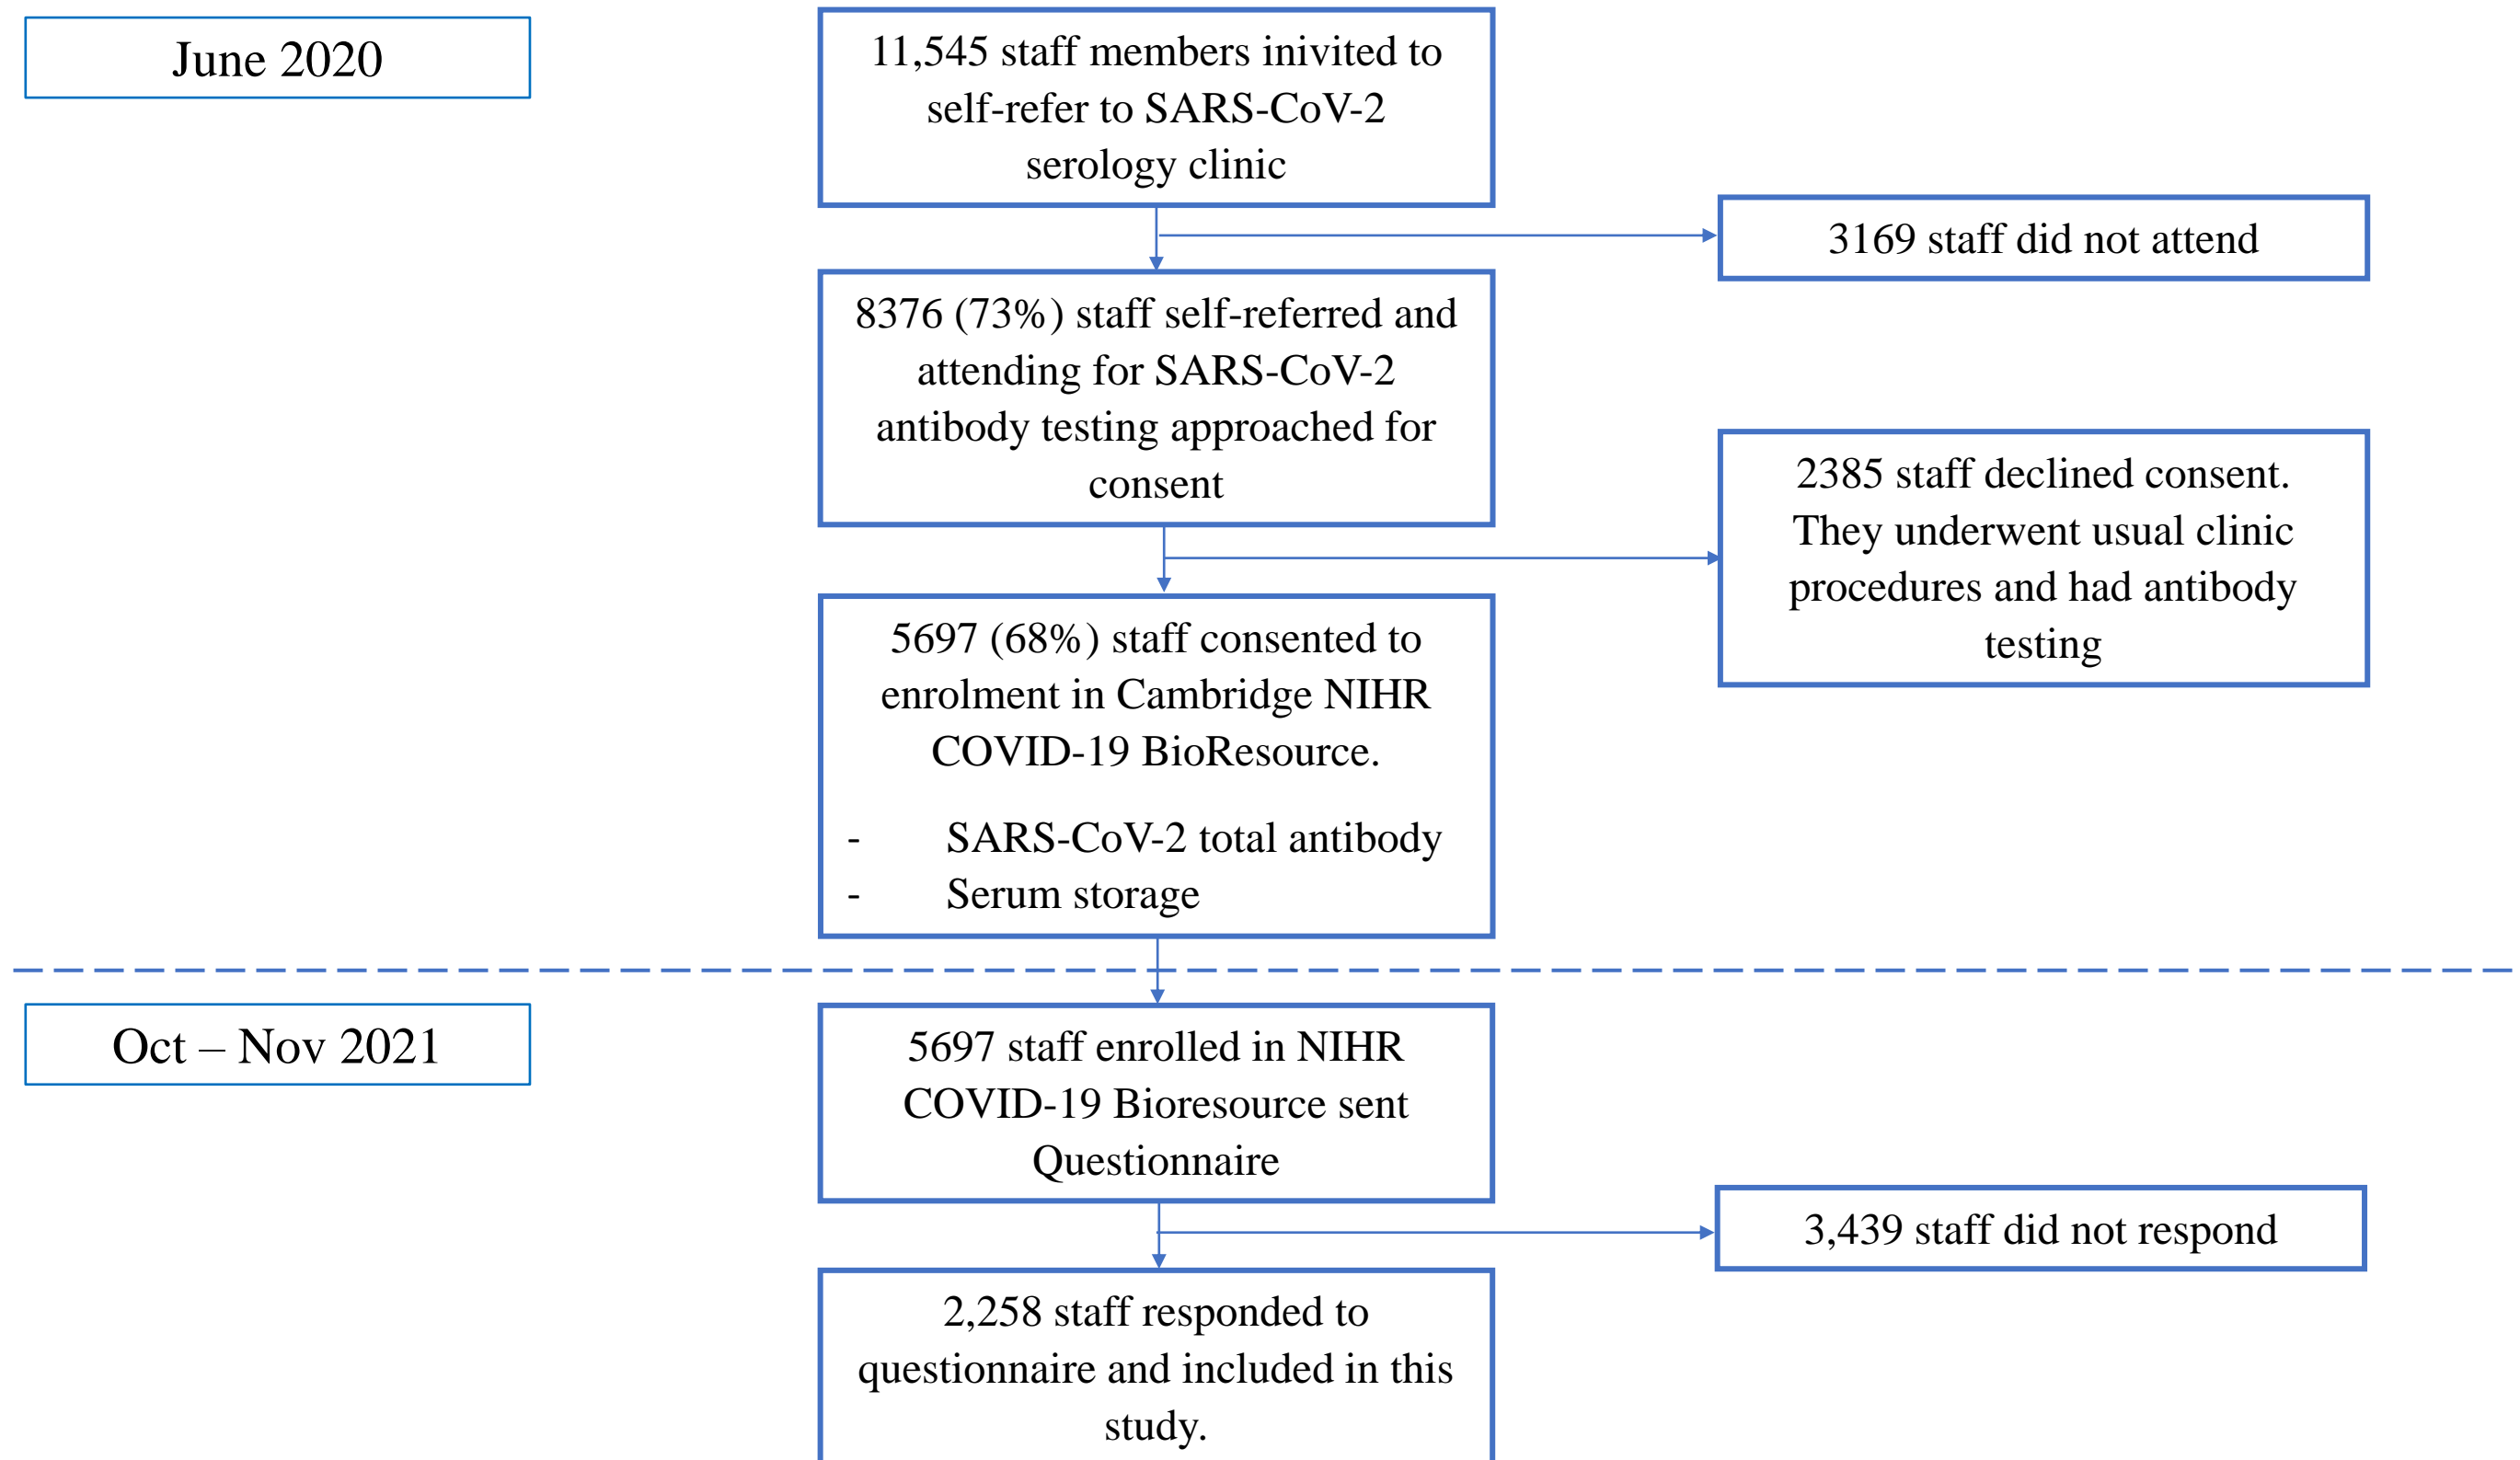 June 2020
11,545 staff members inivited to
self-refer to SARS-CoV-2
serology clinic
3169 staff did not attend
8376 (73%) staff self-referred and
attending for SARS-CoV-2
antibody testing approached for
consent
2385 staff declined consent.
They underwent usual clinic
procedures and had antibody
testing
5697 (68%) staff consented to
enrolment in Cambridge NIHR
COVID-19 BioResource.
- SARS-CoV-2 total antibody
- Serum storage
Oct – Nov 2021
5697 staff enrolled in NIHR
COVID-19 Bioresource sent
Questionnaire
3,439 staff did not respond
2,258 staff responded to
questionnaire and included in this
study.